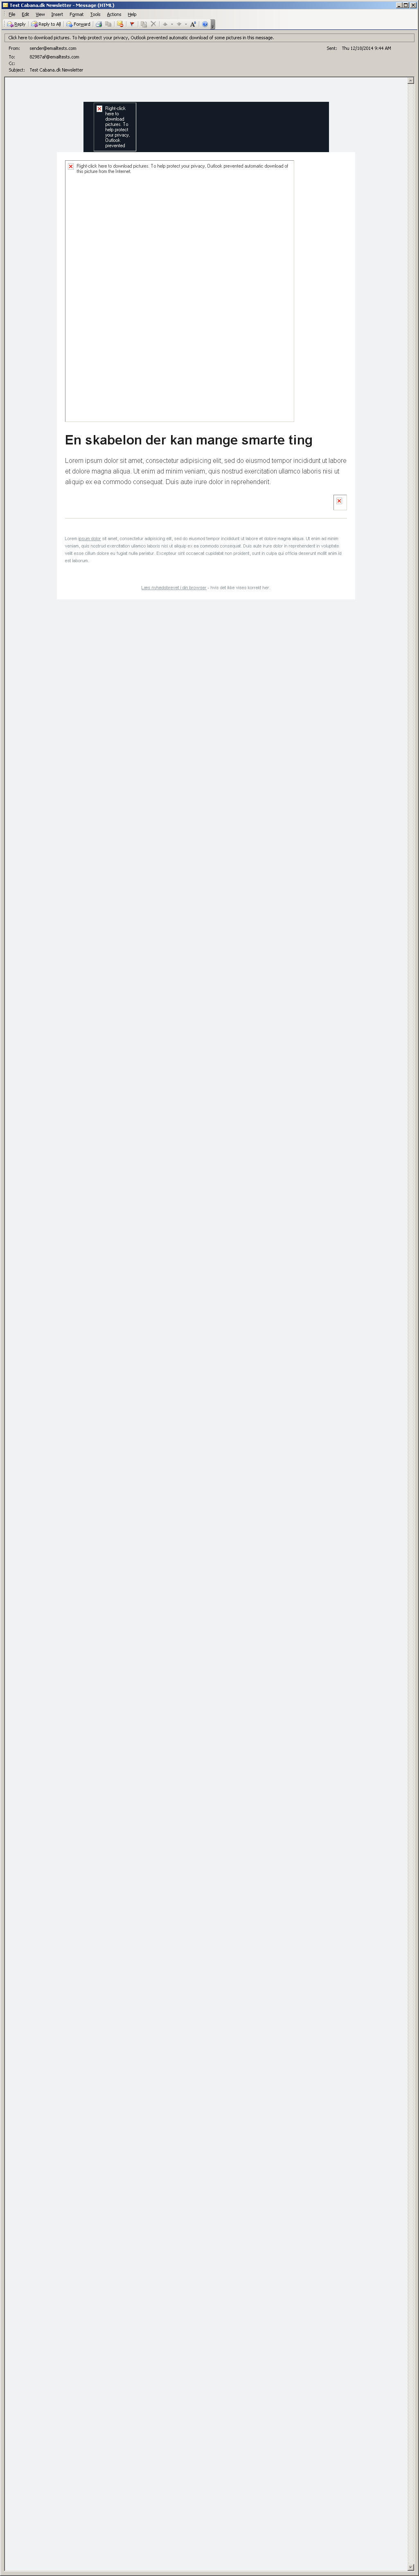 Test Cabana.dk Newsletter - Message (HTML)
File Edit View Insert Format Tools Actions Help
Reply Reply to All Forward
Click here to download pictures. To help protect your privacy, Outlook prevented automatic download of some pictures in this message.
From: sender@emailtests.com Sent: Thu 12/18/2014 9:44 AM
To: 82987af@emailtests.com
Cc:
Subject: Test Cabana.dk Newsletter
Right-click
here to
download
pictures. To
help protect
your privacy,
Outlook
prevented
Right-click here to download pictures. To help protect your privacy, Outlook prevented automatic download of
this picture from the Internet.
En skabelon der kan mange smarte ting
Lorem ipsum dolor sit amet, consectetur adipisicing elit, sed do eiusmod tempor incididunt ut labore
et dolore magna aliqua. Ut enim ad minim veniam, quis nostrud exercitation ullamco laboris nisi ut
aliquip ex ea commodo consequat. Duis aute irure dolor in reprehenderit.
Lorem ipsum dolor sit amet, consectetur adipisicing elit, sed do eiusmod tempor incididunt ut labore et dolore magna aliqua. Ut enim ad minim
veniam, quis nostrud exercitation ullamco laboris nisi ut aliquip ex ea commodo consequat. Duis aute irure dolor in reprehenderit in voluptate
velit esse cillum dolore eu fugiat nulla pariatur. Excepteur sint occaecat cupidatat non proident, sunt in culpa qui officia deserunt mollit anim id
est laborum.
Læs nyhedsbrevet i din browser - hvis det ikke vises korrekt her